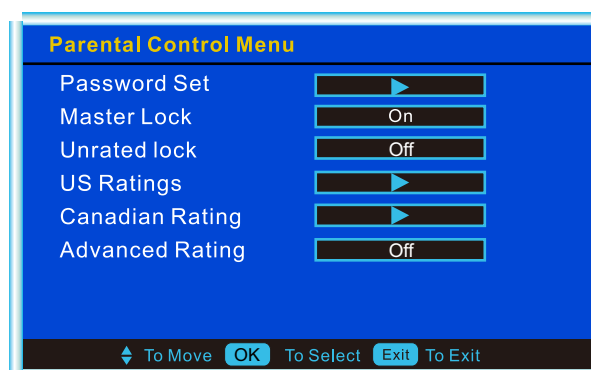 Parental Control Menu
Password Set
Master Lock On
Unrated lock Off
US Ratings
Canadian Rating
Advanced Rating Off
To Move OK To Select Exit To Exit